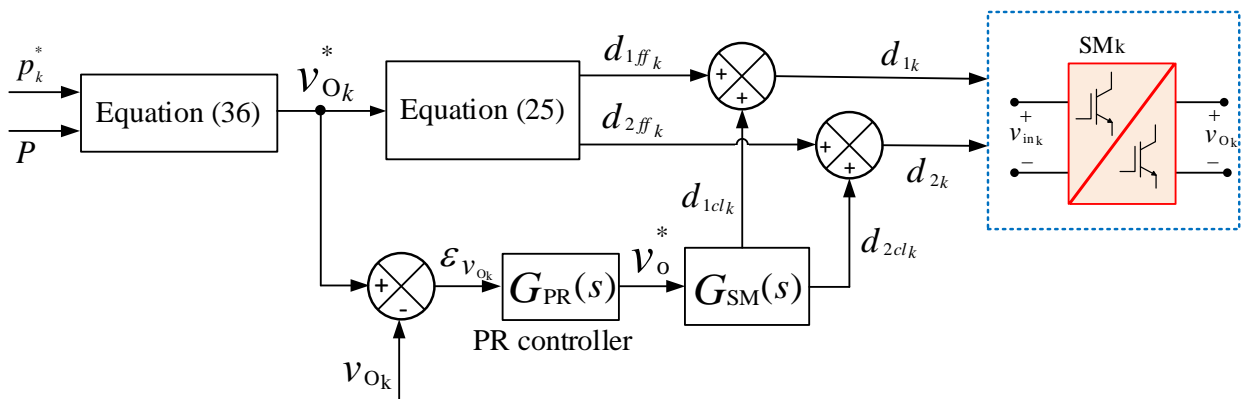 p*k
P
Equation (36)
v*Ok
Equation (25)
d1ffk
d2ffk
+
+
+
+
d1k
d2k
SMk
+
vink
−
+
vOk
−
d1clk
d2clk
+
-
εvOk
GPR(s)
PR controller
v*o
GSM(s)
vOk